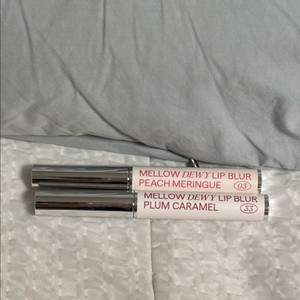 MELLOW DEWY LIP BLUR
PEACH MERINGUE 03
MELLOW DEWY LIP BLUR
PLUM CARAMEL 33